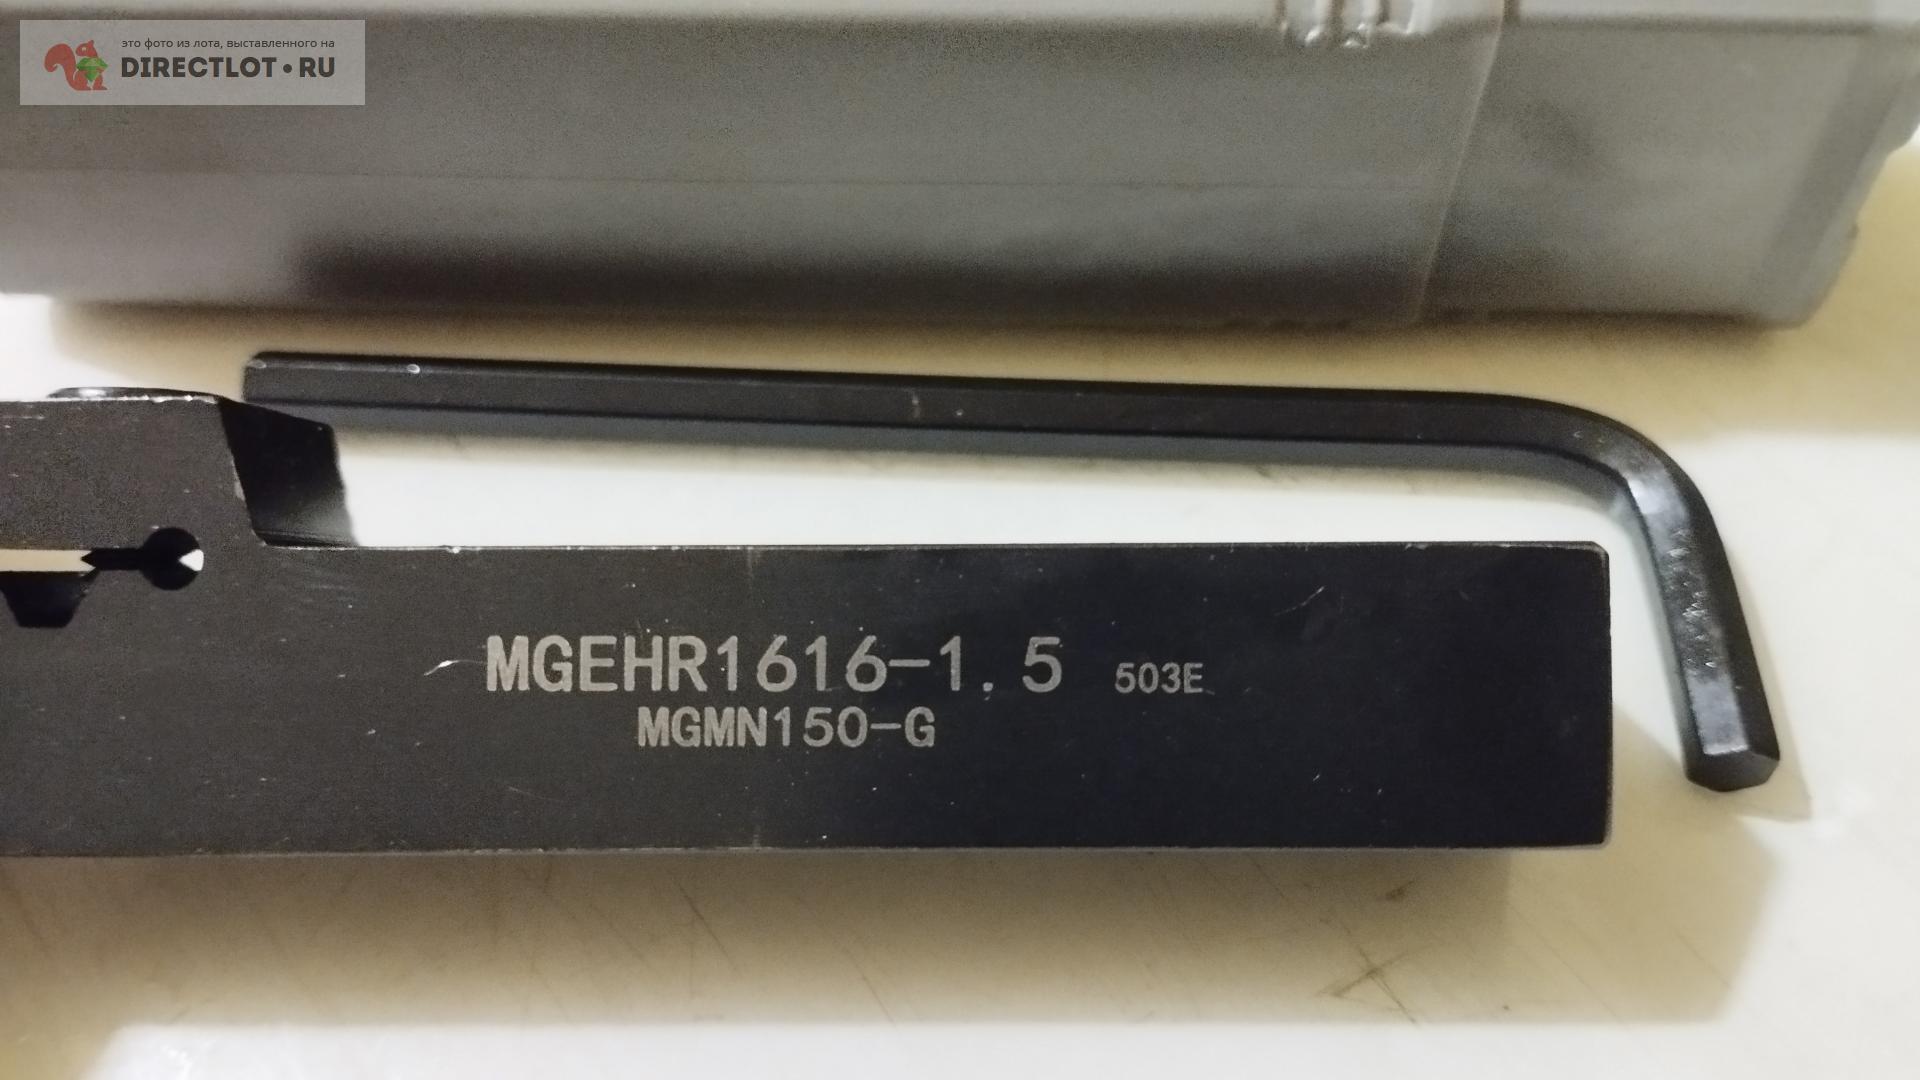 это фото из лота, выставленного на
DIRECTLOT•RU
MGEHR1616-1.5 503E
MGMN150-G